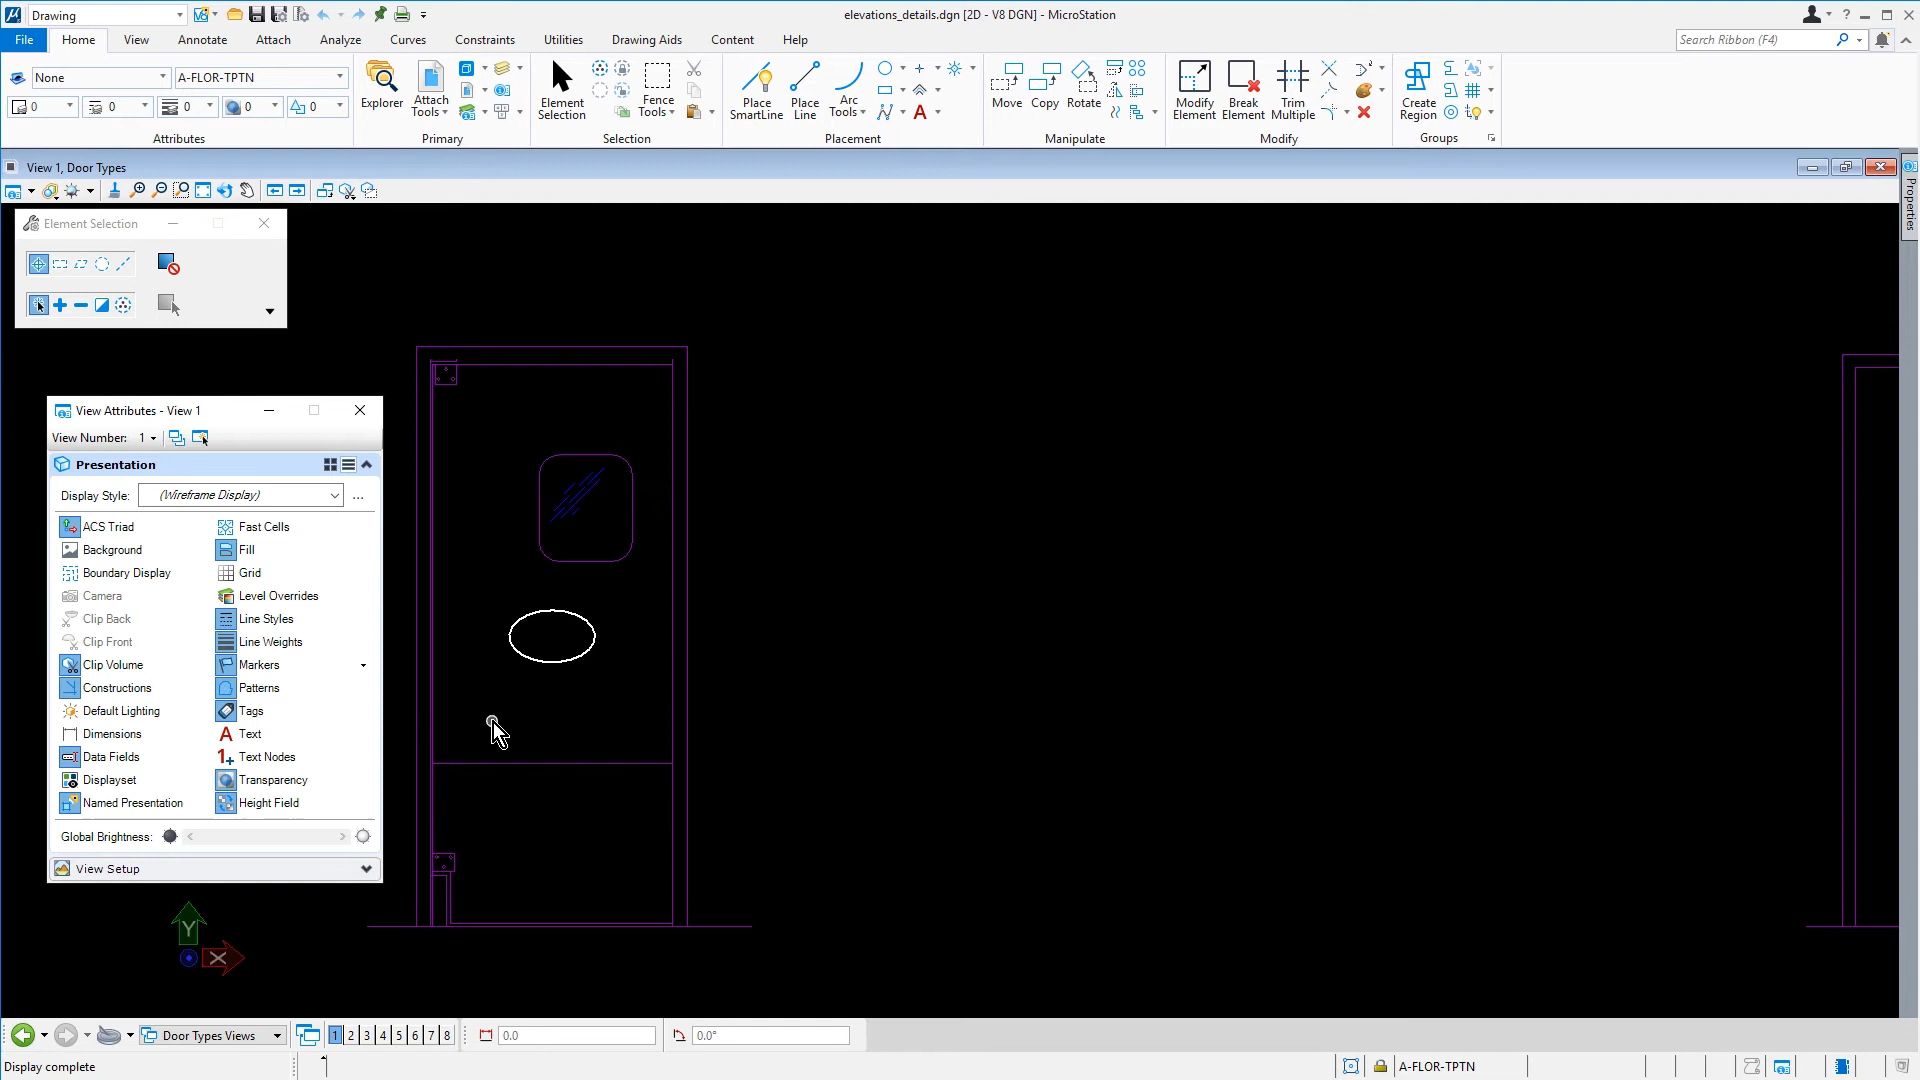 Drawing
elevations_details.dgn [2D - V8 DGN] - MicroStation
File Home View Annotate Attach Analyze Curves Constraints Utilities Drawing Aids Content Help
Search Ribbon (F4)
None A-FLOR-TPTN
0 0 0 0 0
Attributes
Explorer Attach Tools
Primary
Element Selection Fence Tools
Selection
Place SmartLine Place Line Arc Tools
Placement
Move Copy Rotate
Manipulate
Modify Element Break Element Trim Multiple
Modify
Create Region
Groups
View 1, Door Types
Properties
Element Selection
View Attributes - View 1
View Number: 1
Presentation
Display Style: (Wireframe Display) ...
ACS Triad Fast Cells
Background Fill
Boundary Display Grid
Camera Level Overrides
Clip Back Line Styles
Clip Front Line Weights
Clip Volume Markers
Constructions Patterns
Default Lighting Tags
Dimensions Text
Data Fields Text Nodes
Displayset Transparency
Named Presentation Height Field
Global Brightness:
View Setup
Y
X
Door Types Views 1 2 3 4 5 6 7 8 0.0 0.0°
Display complete A-FLOR-TPTN